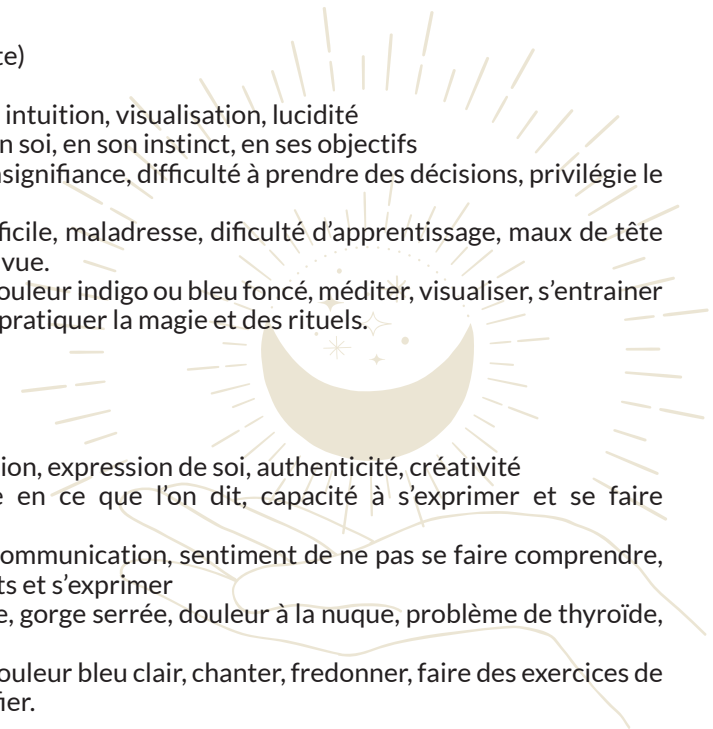 te)
intuition, visualisation, lucidité
n soi, en son instinct, en ses objectifs
nsignifiance, difficulté à prendre des décisions, privilégie le
ficile, maladresse, dificulté d’apprentissage, maux de tête
vue.
ouleur indigo ou bleu foncé, méditer, visualiser, s’entrainer
pratiquer la magie et des rituels.
ion, expression de soi, authenticité, créativité
e en ce que l’on dit, capacité à s’exprimer et se faire
ommunication, sentiment de ne pas se faire comprendre,
ts et s’exprimer
e, gorge serrée, douleur à la nuque, problème de thyroïde,
ouleur bleu clair, chanter, fredonner, faire des exercices de
fier.